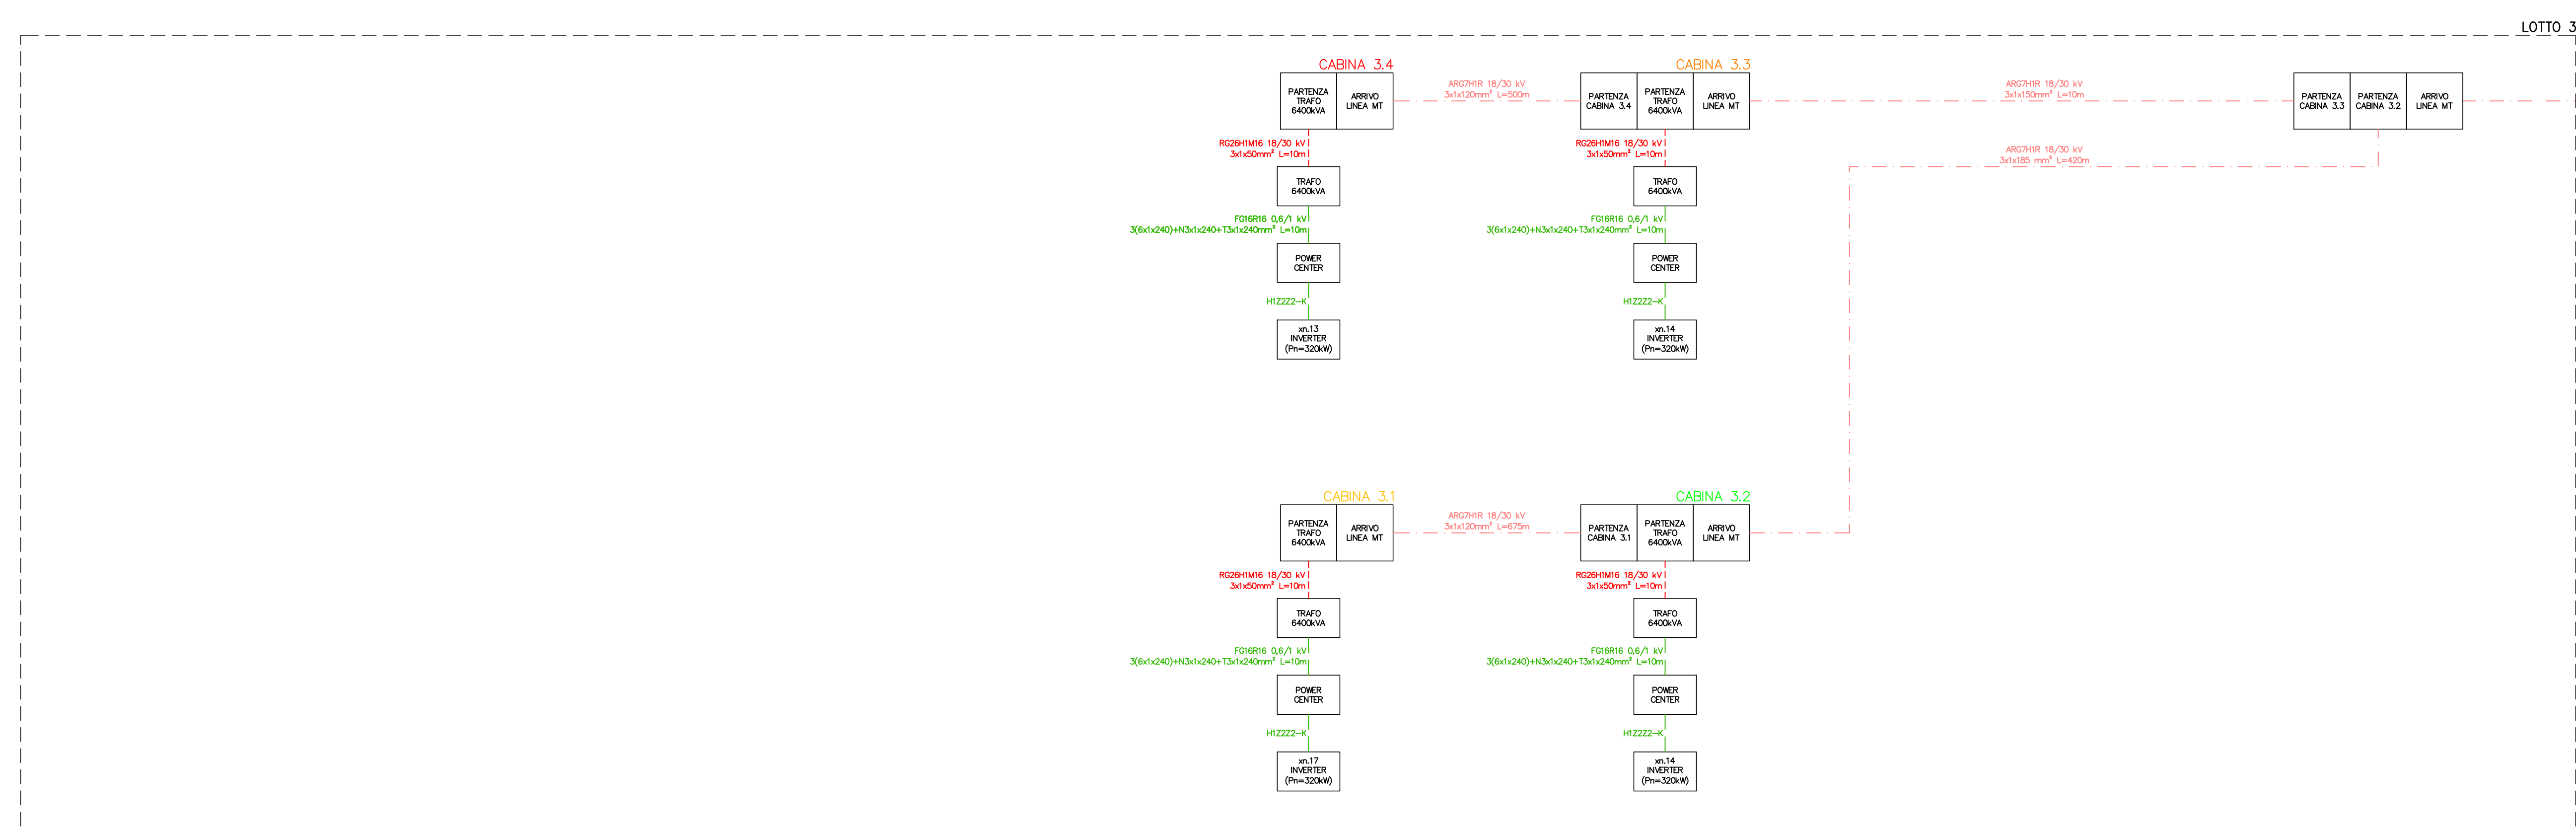 LOTTO 3
CABINA 3.4
PARTENZA
TRAFO
6400kVA
ARRIVO
LINEA MT
ARG7H1R 18/30 kV
3x1x120mm² L=500m
CABINA 3.3
PARTENZA
CABINA 3.4
PARTENZA
TRAFO
6400kVA
ARRIVO
LINEA MT
ARG7H1R 18/30 kV
3x1x150mm² L=10m
PARTENZA
CABINA 3.3
PARTENZA
CABINA 3.2
ARRIVO
LINEA MT
ARG7H1R 18/30 kV
3x1x185 mm² L=420m
RG26H1M16 18/30 kV
3x1x50mm² L=10m
TRAFO
6400kVA
FG16R16 0,6/1 kV
3(6x1x240)+N3x1x240+T3x1x240mm² L=10m
POWER
CENTER
H1Z2Z2-K
xn.13
INVERTER
(Pn=320kW)
RG26H1M16 18/30 kV
3x1x50mm² L=10m
TRAFO
6400kVA
FG16R16 0,6/1 kV
3(6x1x240)+N3x1x240+T3x1x240mm² L=10m
POWER
CENTER
H1Z2Z2-K
xn.14
INVERTER
(Pn=320kW)
CABINA 3.1
PARTENZA
TRAFO
6400kVA
ARRIVO
LINEA MT
ARG7H1R 18/30 kV
3x1x120mm² L=675m
CABINA 3.2
PARTENZA
CABINA 3.1
PARTENZA
TRAFO
6400kVA
ARRIVO
LINEA MT
RG26H1M16 18/30 kV
3x1x50mm² L=10m
TRAFO
6400kVA
FG16R16 0,6/1 kV
3(6x1x240)+N3x1x240+T3x1x240mm² L=10m
POWER
CENTER
H1Z2Z2-K
xn.17
INVERTER
(Pn=320kW)
RG26H1M16 18/30 kV
3x1x50mm² L=10m
TRAFO
6400kVA
FG16R16 0,6/1 kV
3(6x1x240)+N3x1x240+T3x1x240mm² L=10m
POWER
CENTER
H1Z2Z2-K
xn.14
INVERTER
(Pn=320kW)